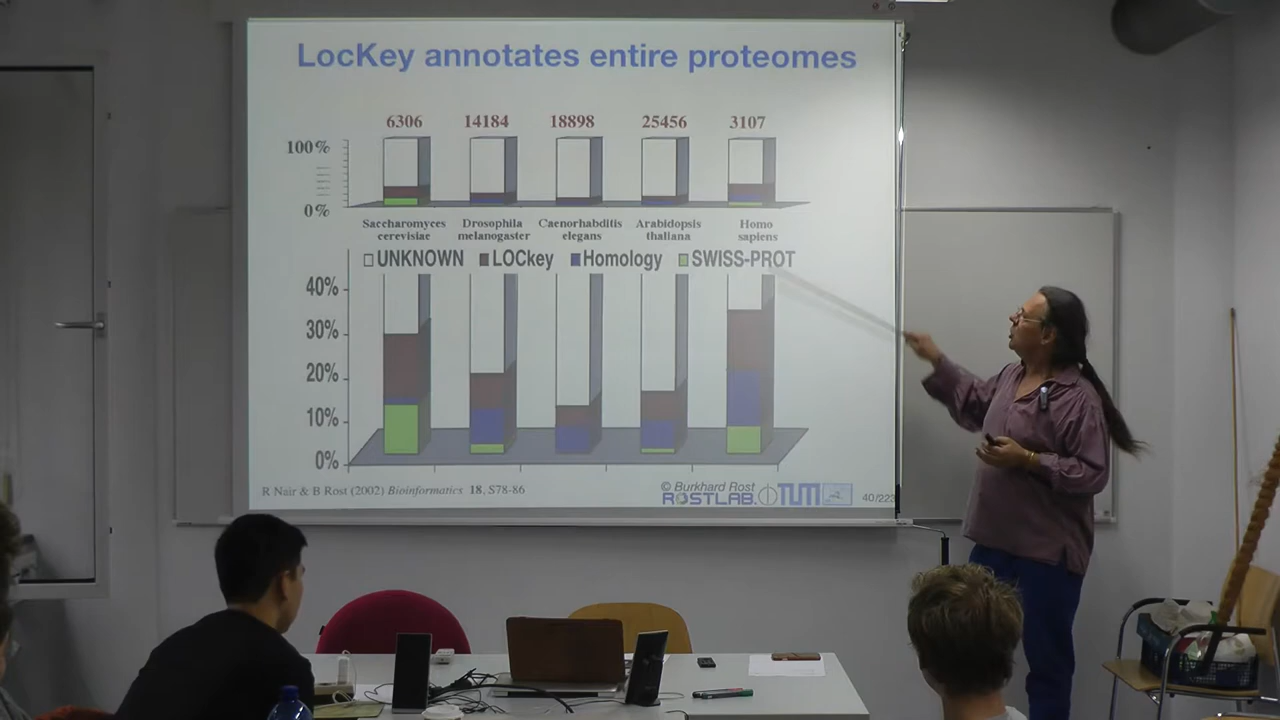 LocKey annotates entire proteomes
6306 14184 18898 25456 3107
100%
0%
Saccharomyces cerevisiae
Drosophila melanogaster
Caenorhabditis elegans
Arabidopsis thaliana
Homo sapiens
UNKNOWN LOCkey Homology SWISS-PROT
40%
30%
20%
10%
0%
R Nair & B Rost (2002) Bioinformatics 18, S78-86
© Burkhard Rost
ROSTLAB. TUM
40/223